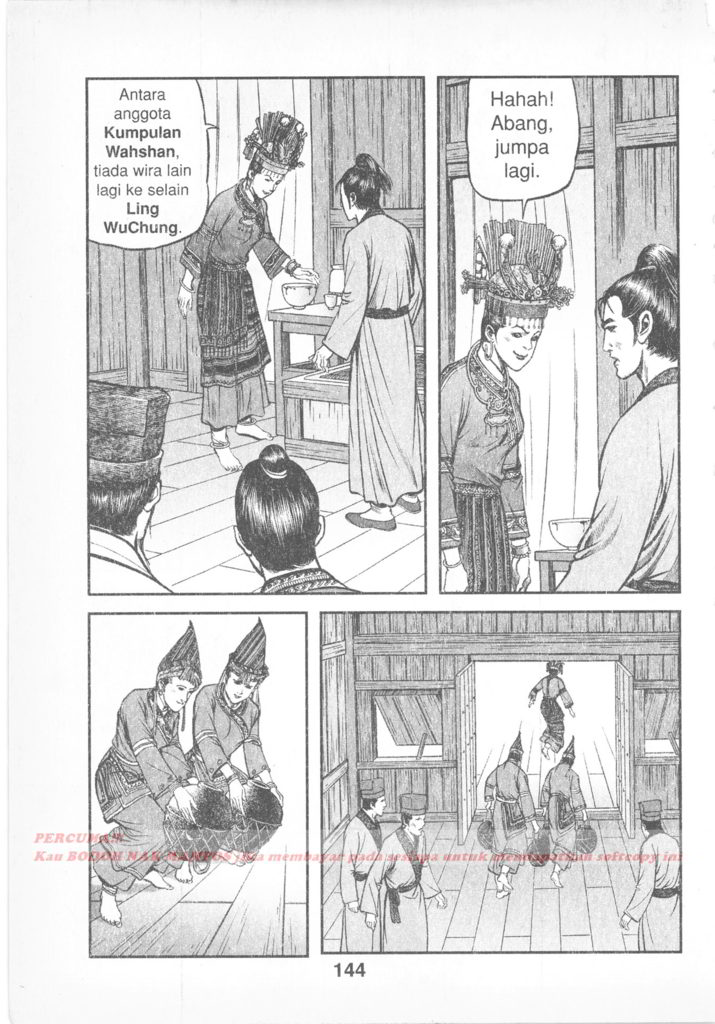 Antara
anggota
Kumpulan
Wahshan,
tiada wira lain
lagi ke selain
Ling
WuChung.
Hahah!
Abang,
jumpa
lagi.
PERCUMA!!
Kau BODOH NAK MAMPOS jika membayar pada sesiapa untuk mendapatkan softcopy ini
144